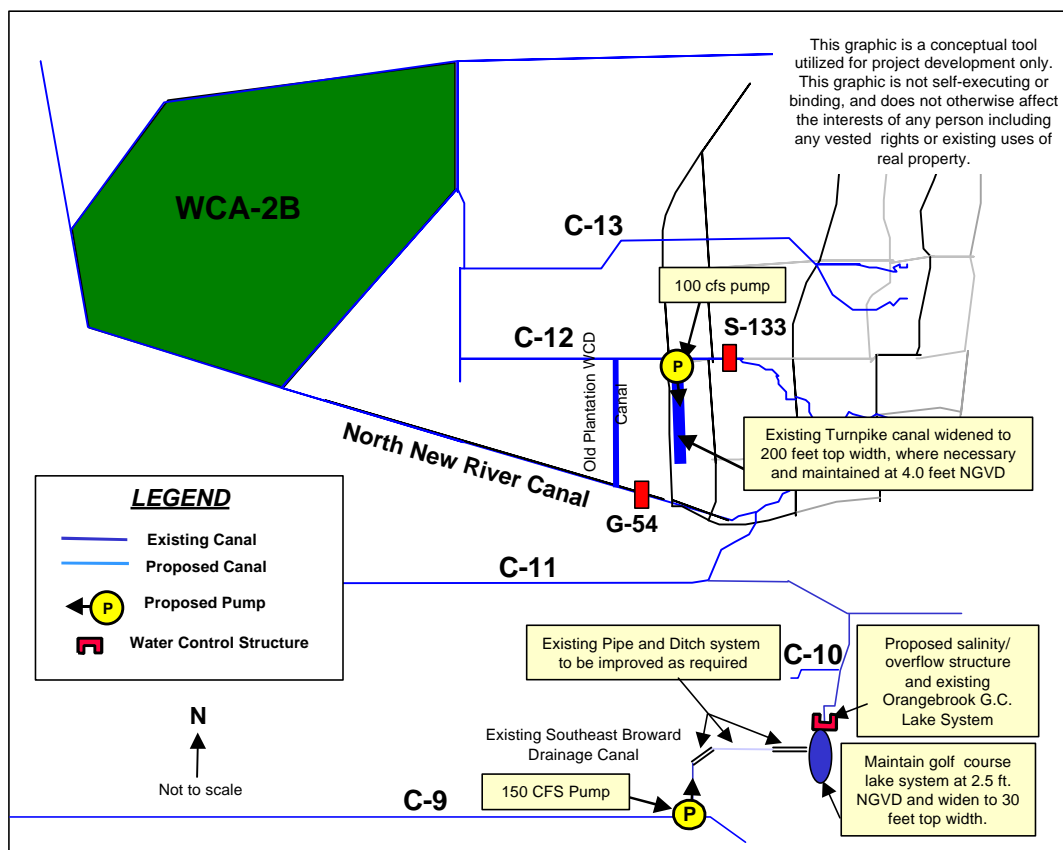 This graphic is a conceptual tool
utilized for project development only.
This graphic is not self-executing or
binding, and does not otherwise affect
the interests of any person including
any vested rights or existing uses of
real property.
WCA-2B
C-13
100 cfs pump
S-133
C-12
P
Old Plantation WCD
Canal
Existing Turnpike canal widened to
200 feet top width, where necessary
and maintained at 4.0 feet NGVD
North New River Canal
G-54
LEGEND
Existing Canal
Proposed Canal
P
Proposed Pump
Water Control Structure
C-11
Existing Pipe and Ditch system
to be improved as required
C-10
Proposed salinity/
overflow structure
and existing
Orangebrook G.C.
Lake System
N
Not to scale
Existing Southeast Broward
Drainage Canal
Maintain golf course
lake system at 2.5 ft.
NGVD and widen to 30
feet top width.
150 CFS Pump
C-9
P